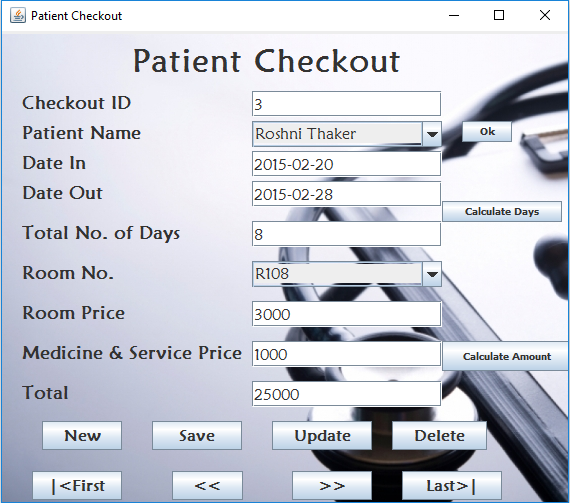 Patient Checkout
Patient Checkout
Checkout ID 3
Patient Name Roshni Thaker Ok
Date In 2015-02-20
Date Out 2015-02-28
Calculate Days
Total No. of Days 8
Room No. R108
Room Price 3000
Medicine & Service Price 1000 Calculate Amount
Total 25000
New Save Update Delete
|<First << >> Last>|